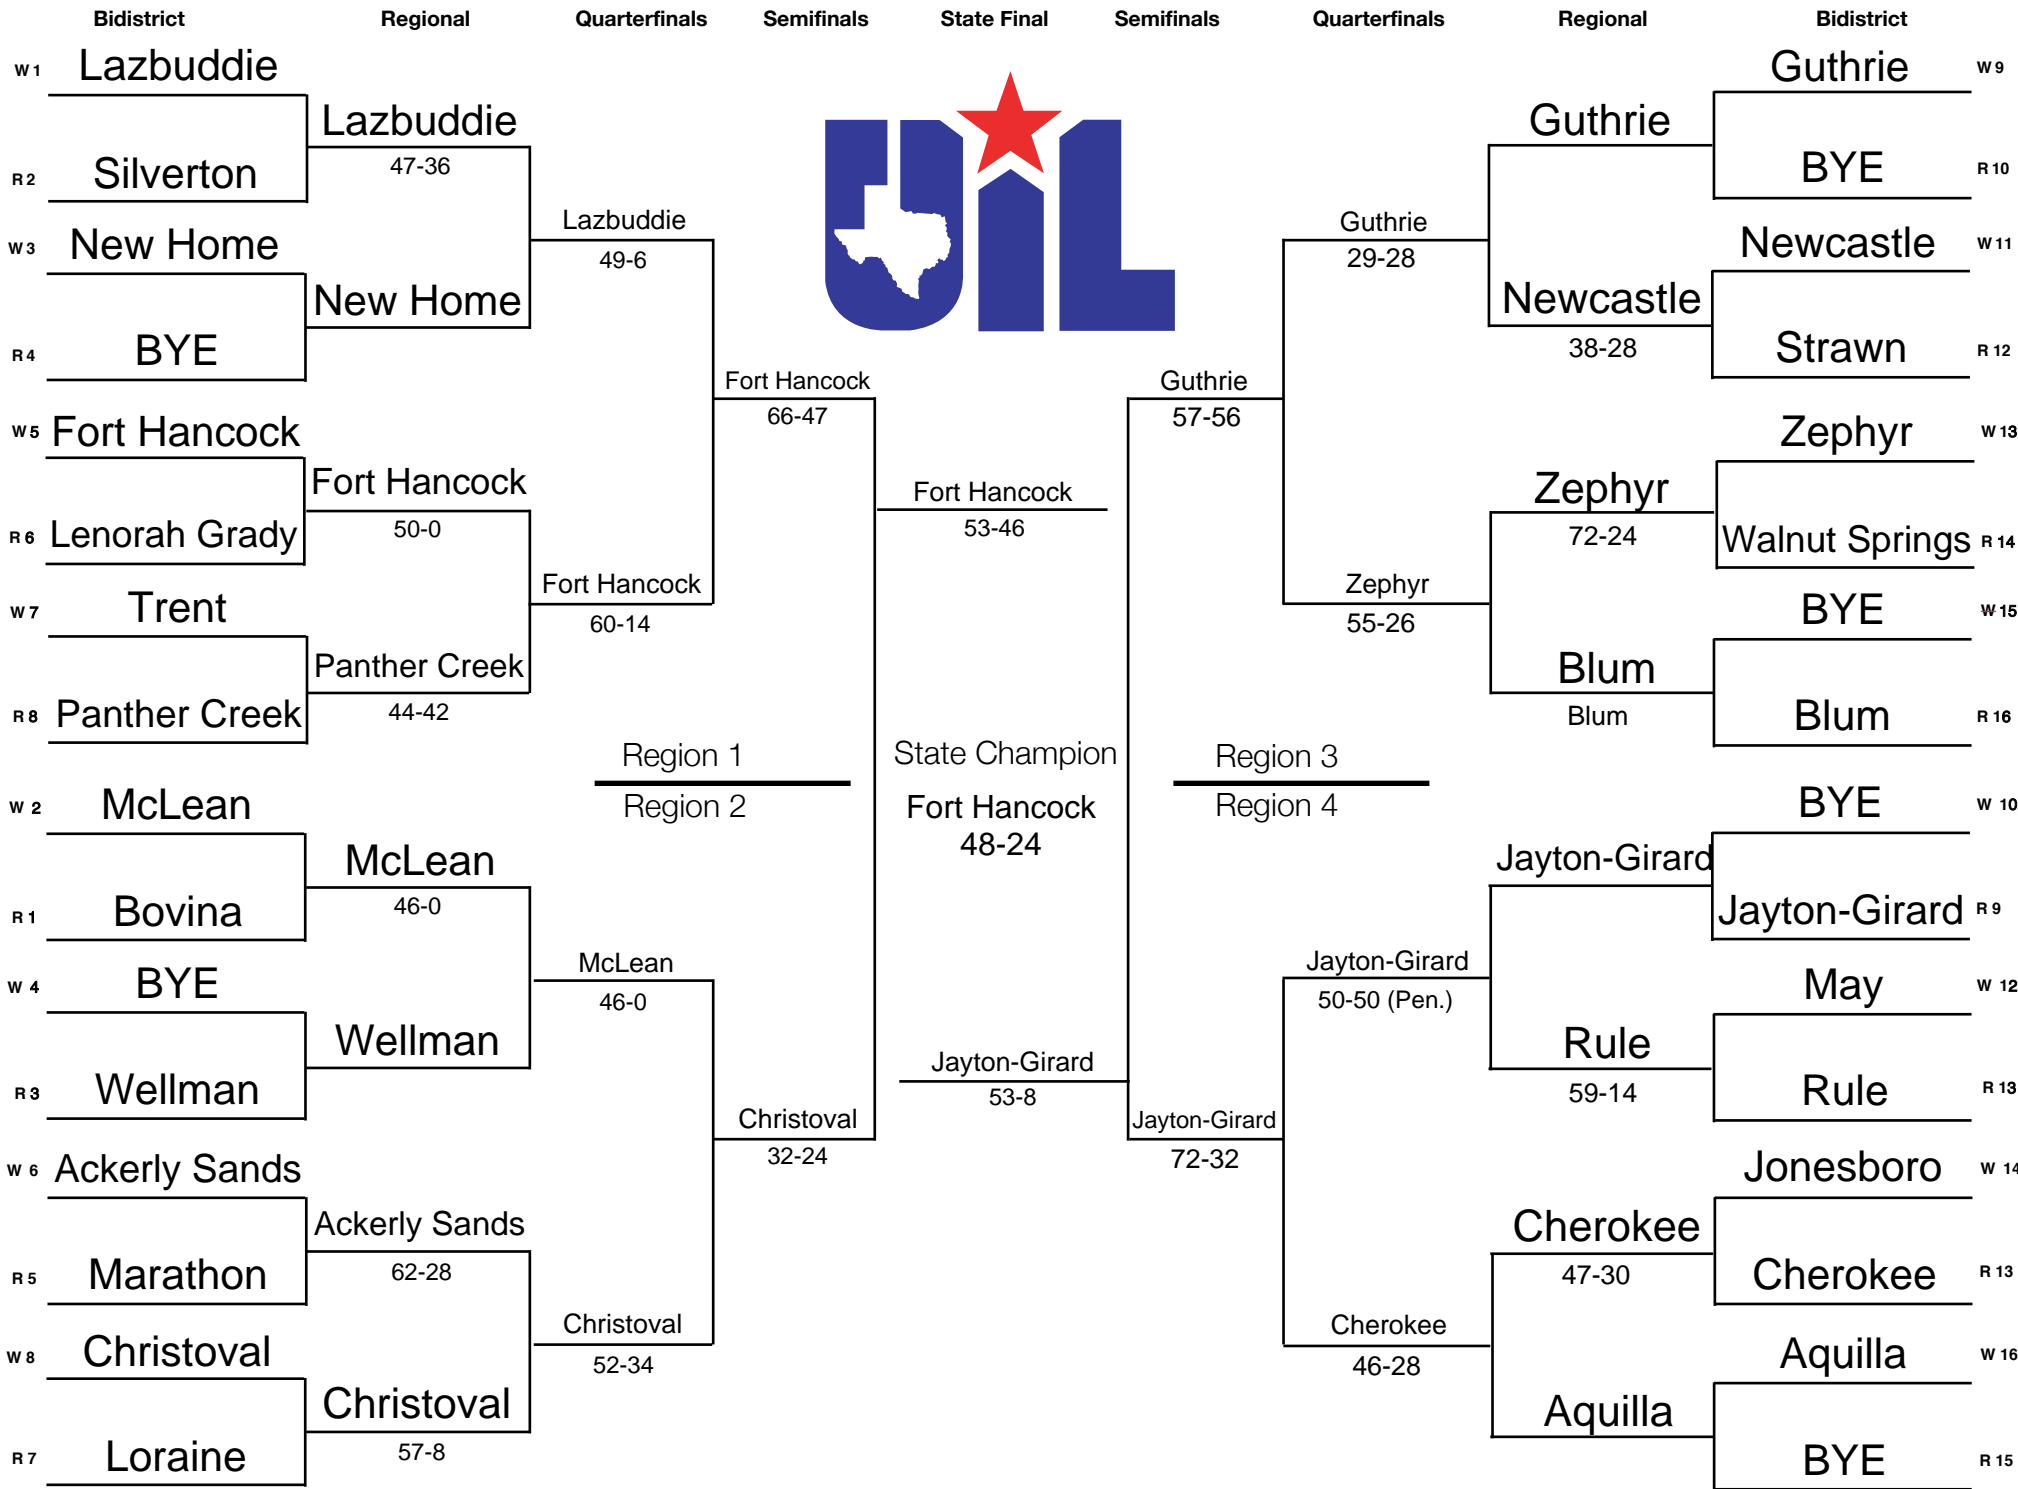 Bidistrict Regional Quarterfinals Semifinals State Final Semifinals Quarterfinals Regional Bidistrict
W 1 Lazbuddie
Lazbuddie
47-36
R 2 Silverton
Lazbuddie
49-6
W 3 New Home
New Home
R 4 BYE
Fort Hancock
66-47
W 5 Fort Hancock
Fort Hancock
50-0
R 6 Lenorah Grady
Fort Hancock
60-14
W 7 Trent
Panther Creek
44-42
R 8 Panther Creek
Region 1
Region 2
W 2 McLean
McLean
46-0
R 1 Bovina
McLean
46-0
W 4 BYE
Wellman
R 3 Wellman
Christoval
32-24
W 6 Ackerly Sands
Ackerly Sands
62-28
R 5 Marathon
Christoval
52-34
W 8 Christoval
Christoval
57-8
R 7 Loraine
UIL
Fort Hancock
53-46
State Champion
Fort Hancock
48-24
Jayton-Girard
53-8
Guthrie W 9
Guthrie
BYE R 10
Guthrie
29-28
Newcastle W 11
Newcastle
38-28
Strawn R 12
Guthrie
57-56
Zephyr W 13
Zephyr
72-24
Walnut Springs R 14
Zephyr
55-26
BYE W 15
Blum
Blum
Blum R 16
Region 3
Region 4
BYE W 10
Jayton-Girard
Jayton-Girard R 9
Jayton-Girard
50-50 (Pen.)
May W 12
Rule
59-14
Rule R 13
Jayton-Girard
72-32
Jonesboro W 14
Cherokee
47-30
Cherokee R 13
Cherokee
46-28
Aquilla W 16
Aquilla
BYE R 15